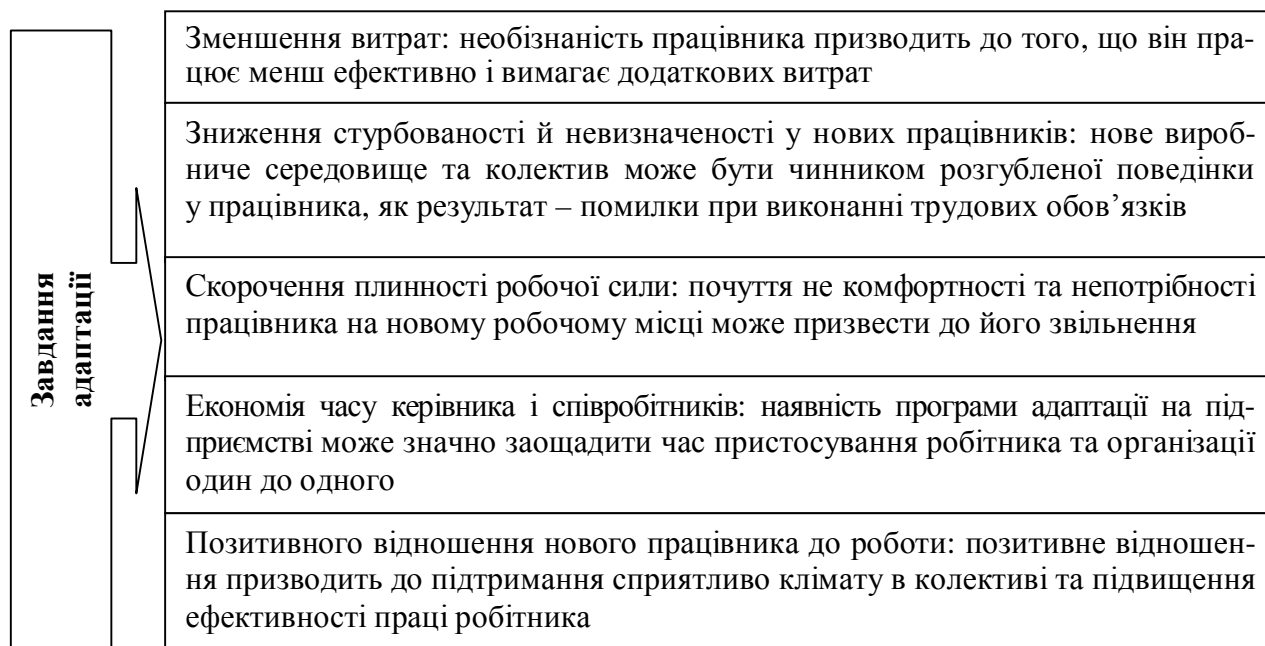 Завдання
адаптації
Зменшення витрат: необізнаність працівника призводить до того, що він пра-
цює менш ефективно і вимагає додаткових витрат
Зниження стурбованості й невизначеності у нових працівників: нове вироб-
ниче середовище та колектив може бути чинником розгубленої поведінки
у працівника, як результат – помилки при виконанні трудових обов’язків
Скорочення плинності робочої сили: почуття не комфортності та непотрібності
працівника на новому робочому місці може призвести до його звільнення
Економія часу керівника і співробітників: наявність програми адаптації на під-
приємстві може значно заощадити час пристосування робітника та організації
один до одного
Позитивного відношення нового працівника до роботи: позитивне відношен-
ня призводить до підтримання сприятливо клімату в колективі та підвищення
ефективності праці робітника